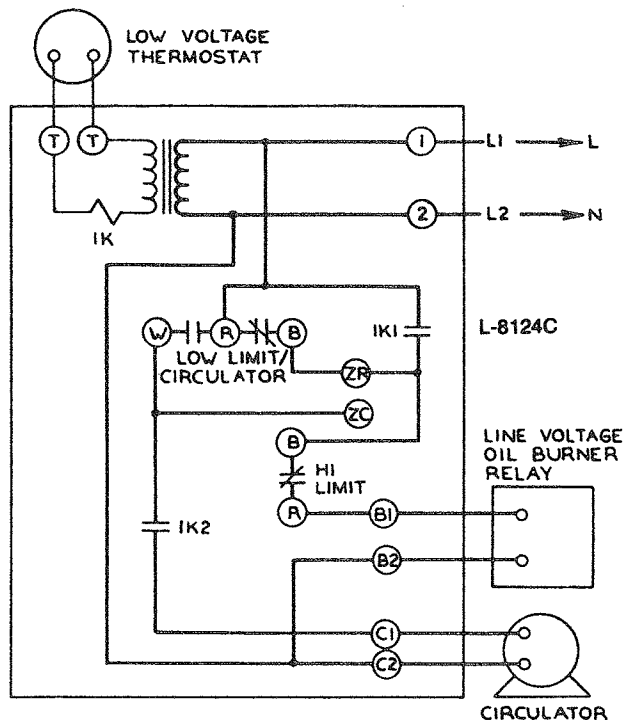 LOW VOLTAGE
THERMOSTAT
T
T
1
L1
L
2
L2
N
1K
W
R
B
1K1
L-8124C
LOW LIMIT/
CIRCULATOR
ZR
ZC
B
HI
LIMIT
R
B1
LINE VOLTAGE
OIL BURNER
RELAY
1K2
B2
C1
C2
CIRCULATOR